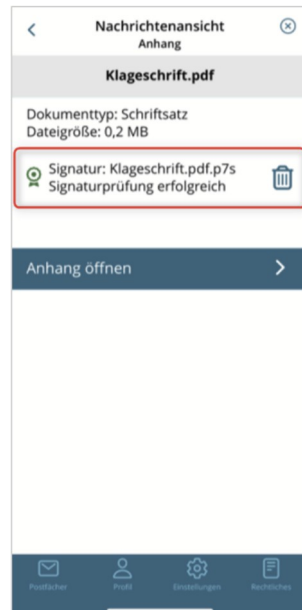 Nachrichtenansicht
Anhang
Klageschrift.pdf
Dokumenttyp: Schriftsatz
Dateigröße: 0,2 MB
Signatur: Klageschrift.pdf.p7s
Signaturprüfung erfolgreich
Anhang öffnen
Postfächer Profil Einstellungen Rechtliches